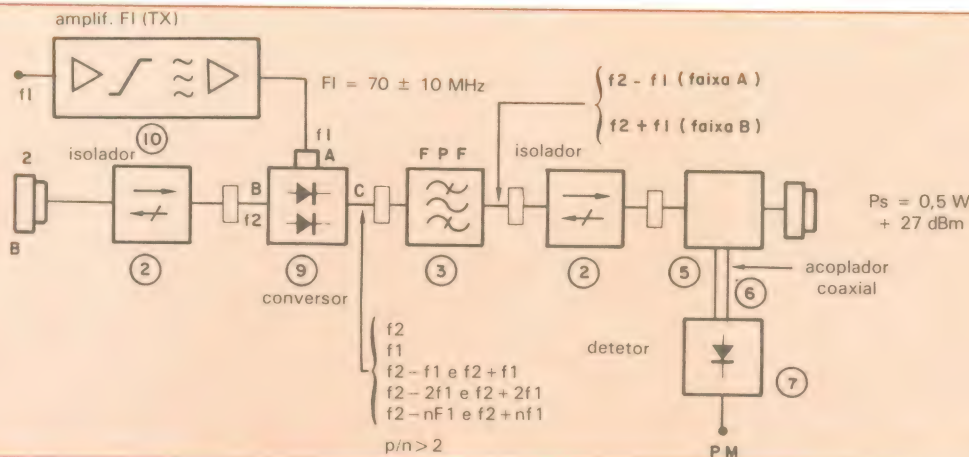 amplif. FI (TX)
f1
10
FI = 70 ± 10 MHz
f2 - f1 (faixa A)
f2 + f1 (faixa B)
isolador
2
B
2
f1
A
B
f2
C
9
conversor
FPF
3
isolador
2
5
6
Ps = 0,5 W
+ 27 dBm
acoplador
coaxial
detetor
7
PM
f2
f1
f2 - f1 e f2 + f1
f2 - 2f1 e f2 + 2f1
f2 - nF1 e f2 + nf1
p/n > 2